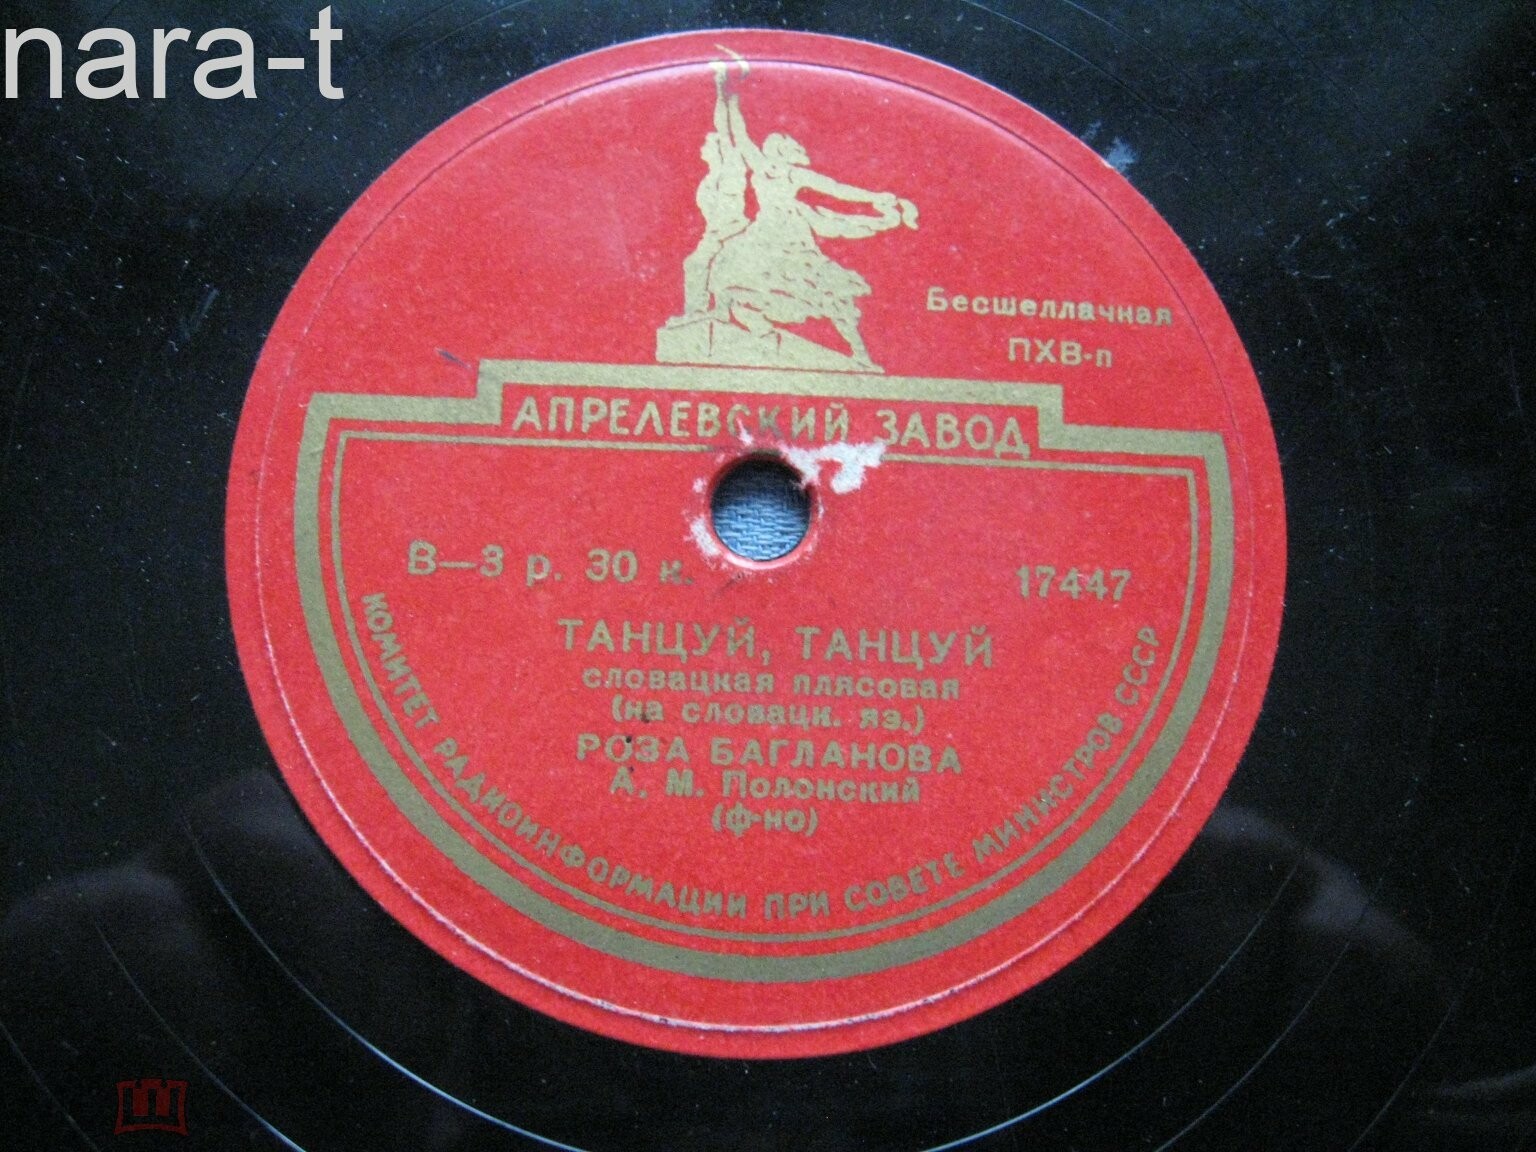 nara-t
Бесшеллачная
ПХВ-п
АПРЕЛЕВСКИЙ ЗАВОД
В—3 р. 30 к.
17447
ТАНЦУЙ, ТАНЦУЙ
словацкая плясовая
(на словацк. яз.)
РОЗА БАГЛАНОВА
А. М. Полонский
(ф-но)
КОМИТЕТ РАДИОИНФОРМАЦИИ ПРИ СОВЕТЕ МИНИСТРОВ СССР